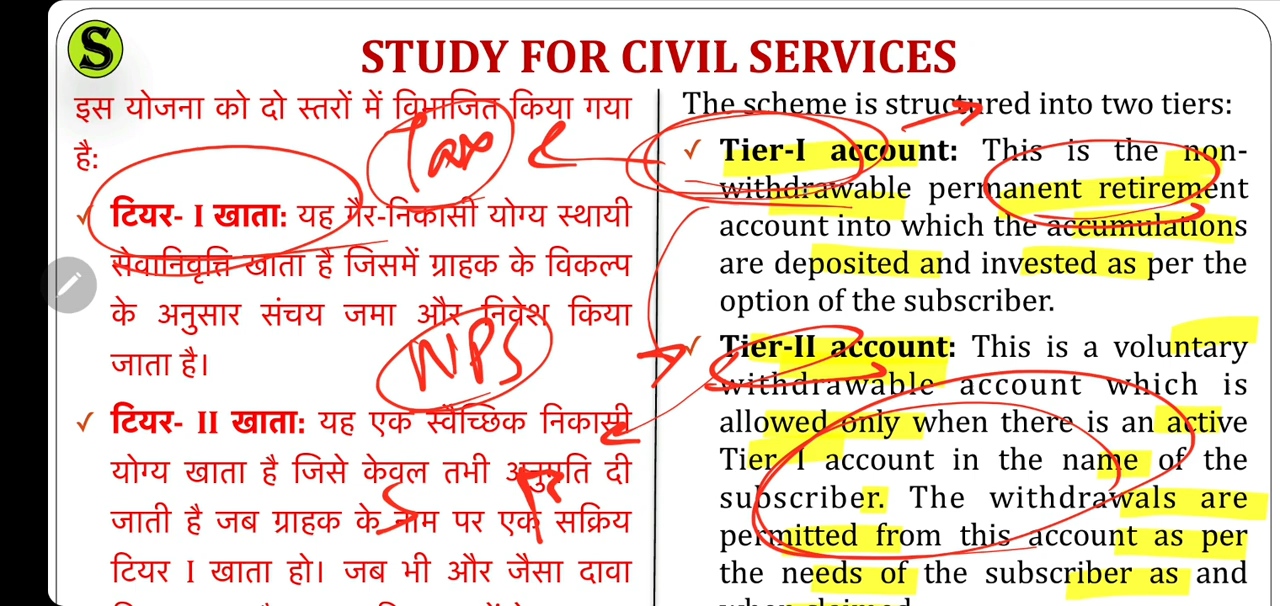 S
STUDY FOR CIVIL SERVICES
इस योजना को दो स्तरों में विभाजित किया गया
है:
✓ टियर- I खाता: यह गैर-निकासी योग्य स्थायी
सेवानिवृत्ति खाता है जिसमें ग्राहक के विकल्प
के अनुसार संचय जमा और निवेश किया
जाता है।
✓ टियर- II खाता: यह एक स्वैच्छिक निकासी
योग्य खाता है जिसे केवल तभी अनुमति दी
जाती है जब ग्राहक के नाम पर एक सक्रिय
टियर I खाता हो। जब भी और जैसा दावा
The scheme is structured into two tiers:
✓ Tier-I account: This is the non-
withdrawable permanent retirement
account into which the accumulations
are deposited and invested as per the
option of the subscriber.
✓ Tier-II account: This is a voluntary
withdrawable account which is
allowed only when there is an active
Tier I account in the name of the
subscriber. The withdrawals are
permitted from this account as per
the needs of the subscriber as and
when claimed
Tax
NPS